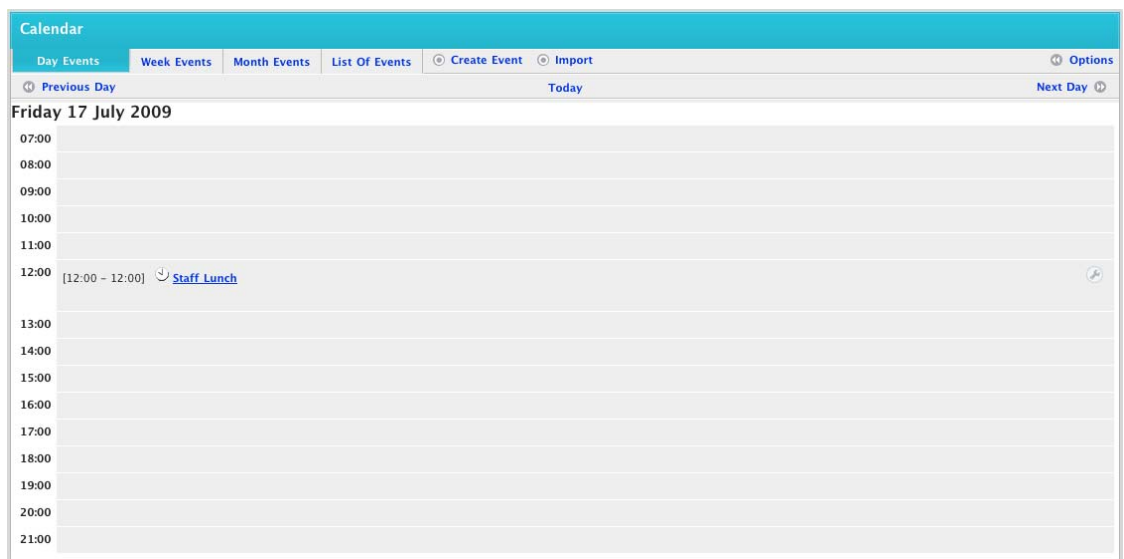 Calendar
Day Events Week Events Month Events List Of Events Create Event Import Options
Previous Day Today Next Day
Friday 17 July 2009
07:00
08:00
09:00
10:00
11:00
12:00 [12:00 - 12:00] Staff Lunch
13:00
14:00
15:00
16:00
17:00
18:00
19:00
20:00
21:00